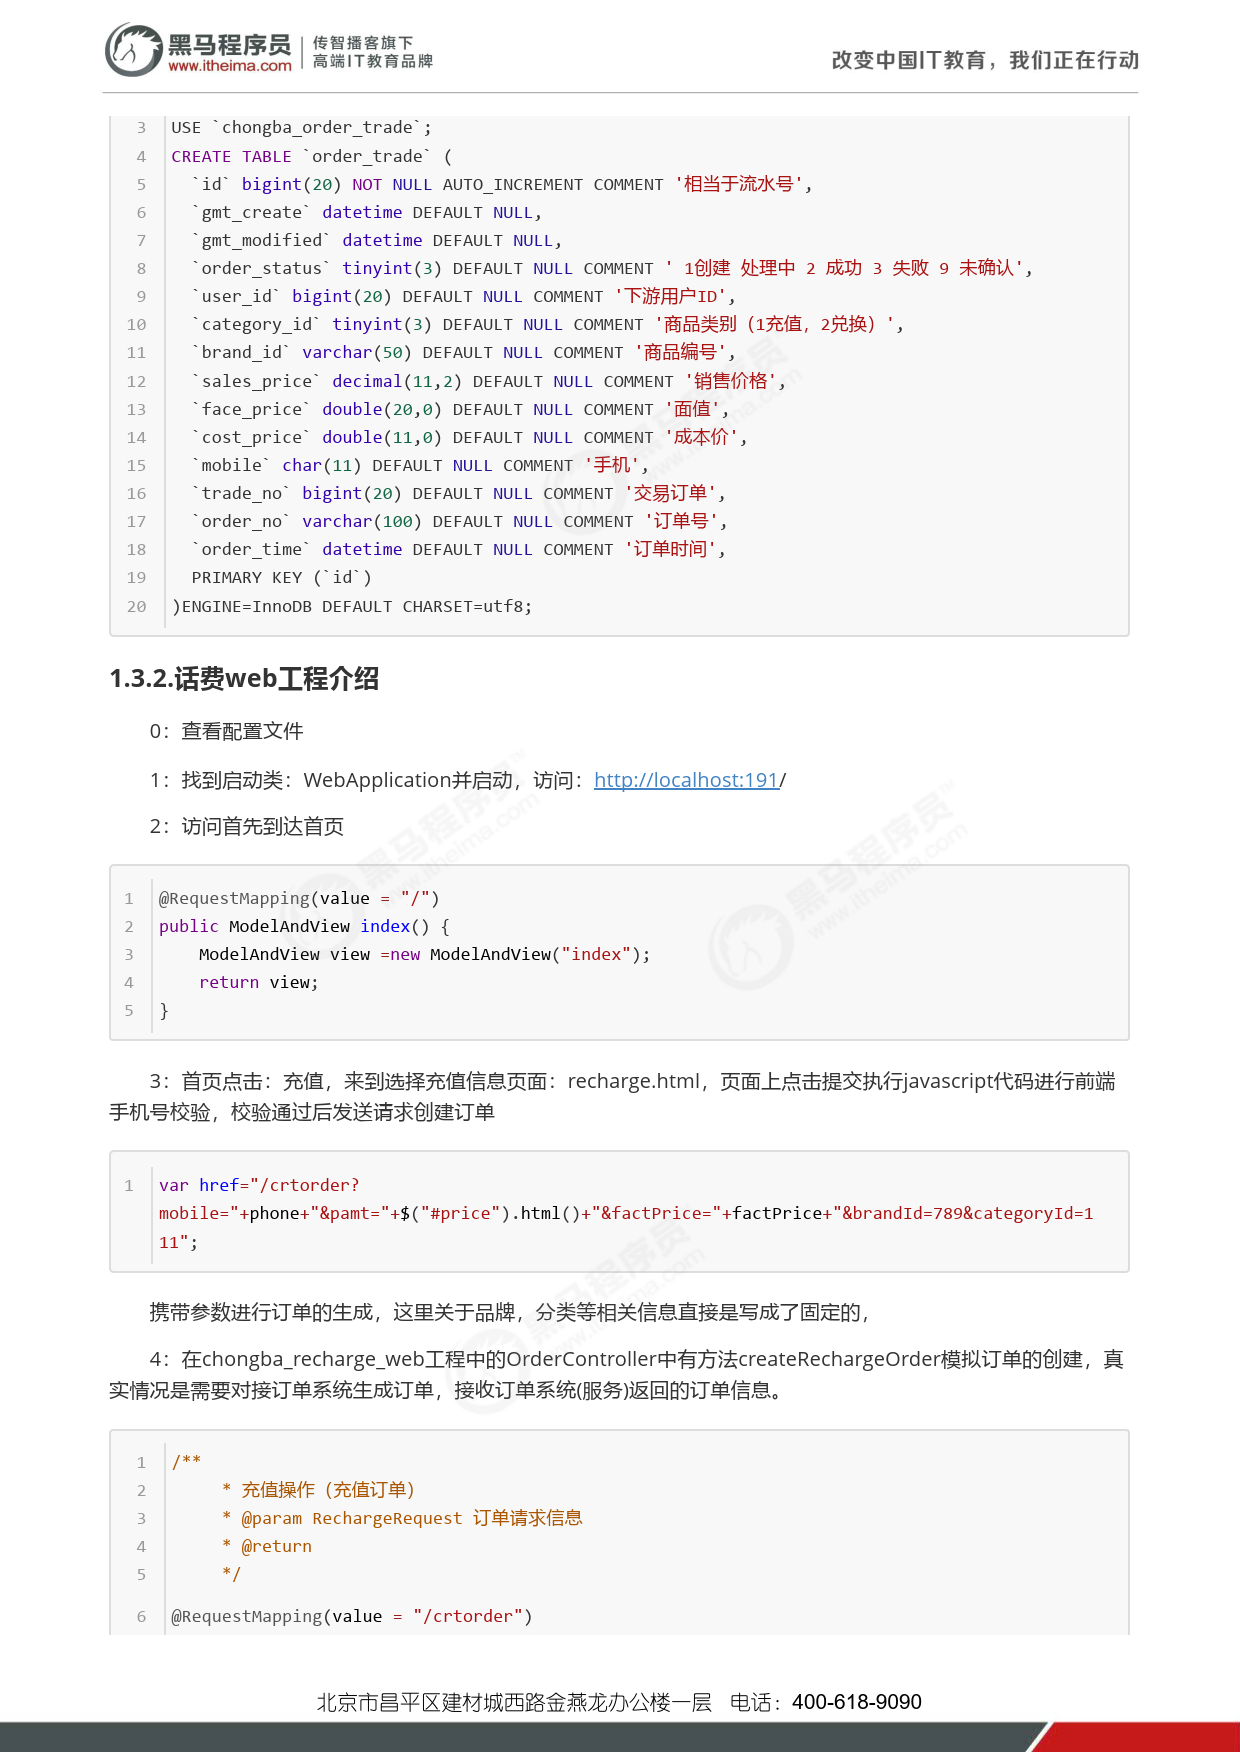 黑马程序员 www.itheima.com 传智播客旗下 高端IT教育品牌
改变中国IT教育，我们正在行动
3 USE `chongba_order_trade`;
4 CREATE TABLE `order_trade` (
5 `id` bigint(20) NOT NULL AUTO_INCREMENT COMMENT '相当于流水号',
6 `gmt_create` datetime DEFAULT NULL,
7 `gmt_modified` datetime DEFAULT NULL,
8 `order_status` tinyint(3) DEFAULT NULL COMMENT ' 1创建 处理中 2 成功 3 失败 9 未确认',
9 `user_id` bigint(20) DEFAULT NULL COMMENT '下游用户ID',
10 `category_id` tinyint(3) DEFAULT NULL COMMENT '商品类别（1充值，2兑换）',
11 `brand_id` varchar(50) DEFAULT NULL COMMENT '商品编号',
12 `sales_price` decimal(11,2) DEFAULT NULL COMMENT '销售价格',
13 `face_price` double(20,0) DEFAULT NULL COMMENT '面值',
14 `cost_price` double(11,0) DEFAULT NULL COMMENT '成本价',
15 `mobile` char(11) DEFAULT NULL COMMENT '手机',
16 `trade_no` bigint(20) DEFAULT NULL COMMENT '交易订单',
17 `order_no` varchar(100) DEFAULT NULL COMMENT '订单号',
18 `order_time` datetime DEFAULT NULL COMMENT '订单时间',
19 PRIMARY KEY (`id`)
20 )ENGINE=InnoDB DEFAULT CHARSET=utf8;
1.3.2.话费web工程介绍
0：查看配置文件
1：找到启动类：WebApplication并启动，访问：http://localhost:191/
2：访问首先到达首页
1 @RequestMapping(value = "/")
2 public ModelAndView index() {
3 ModelAndView view =new ModelAndView("index");
4 return view;
5 }
3：首页点击：充值，来到选择充值信息页面：recharge.html，页面上点击提交执行javascript代码进行前端
手机号校验，校验通过后发送请求创建订单
1 var href="/crtorder?
mobile="+phone+"&pamt="+$("#price").html()+"&factPrice="+factPrice+"&brandId=789&categoryId=1
11";
携带参数进行订单的生成，这里关于品牌，分类等相关信息直接是写成了固定的，
4：在chongba_recharge_web工程中的OrderController中有方法createRechargeOrder模拟订单的创建，真
实情况是需要对接订单系统生成订单，接收订单系统(服务)返回的订单信息。
1 /**
2 * 充值操作（充值订单）
3 * @param RechargeRequest 订单请求信息
4 * @return
5 */
6 @RequestMapping(value = "/crtorder")
北京市昌平区建材城西路金燕龙办公楼一层 电话：400-618-9090